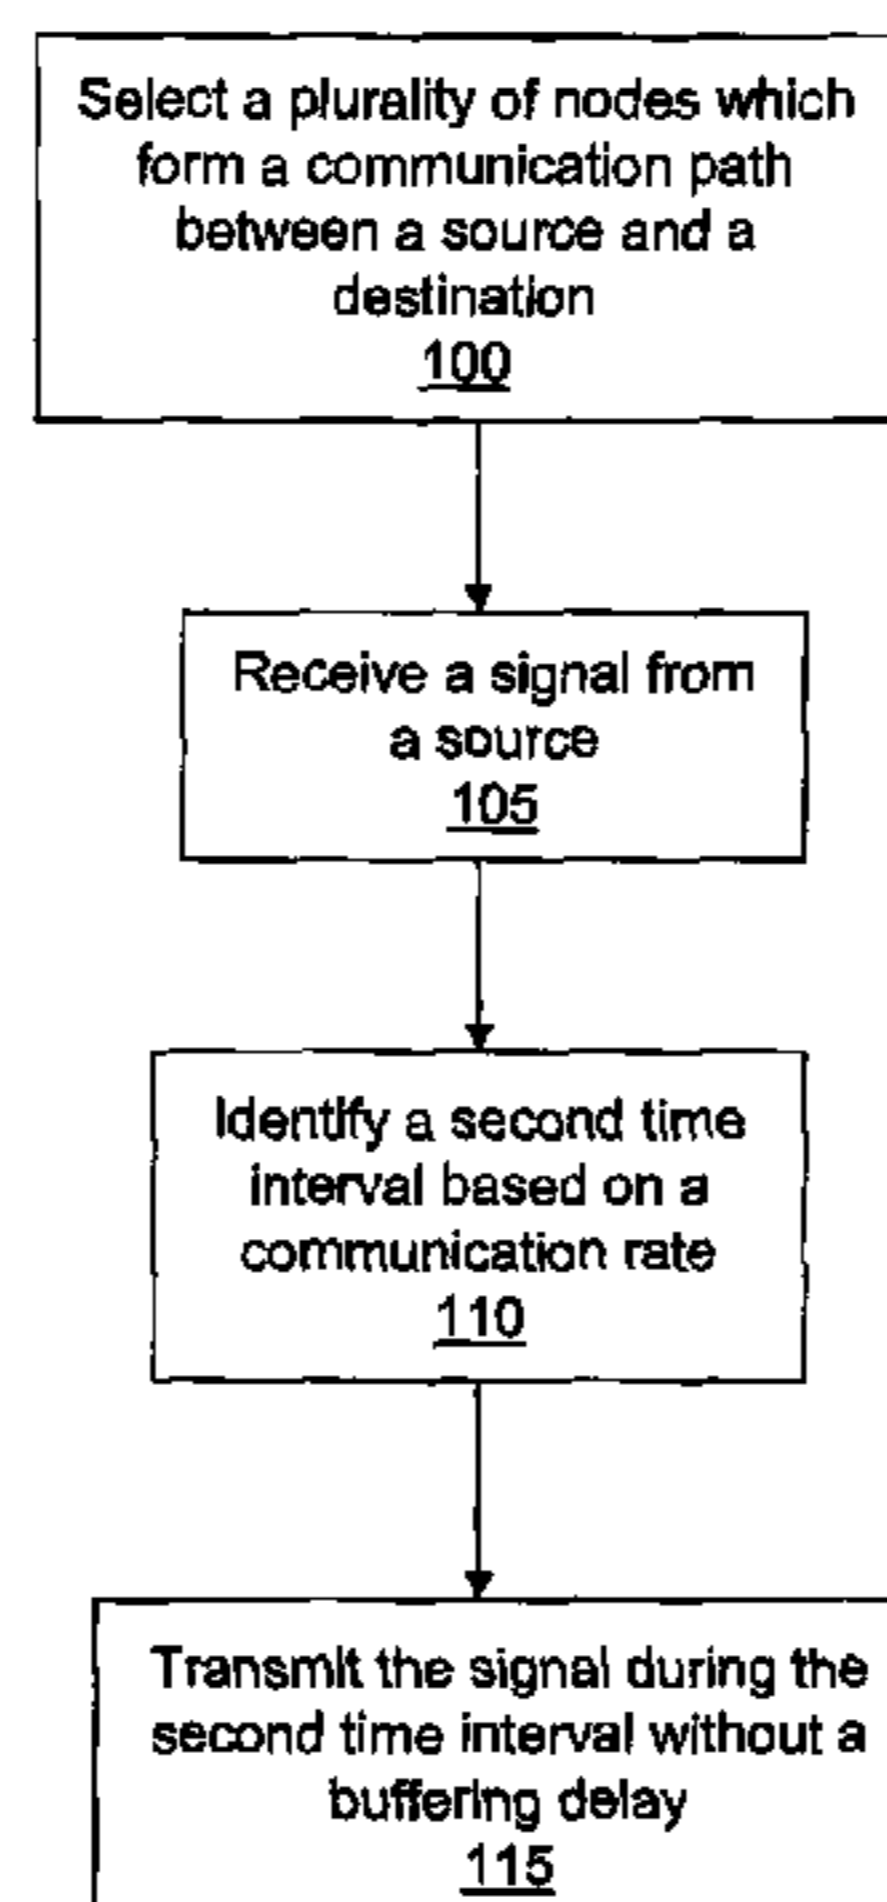 Select a plurality of nodes which
form a communication path
between a source and a
destination
100
Receive a signal from
a source
105
Identify a second time
interval based on a
communication rate
110
Transmit the signal during the
second time interval without a
buffering delay
115